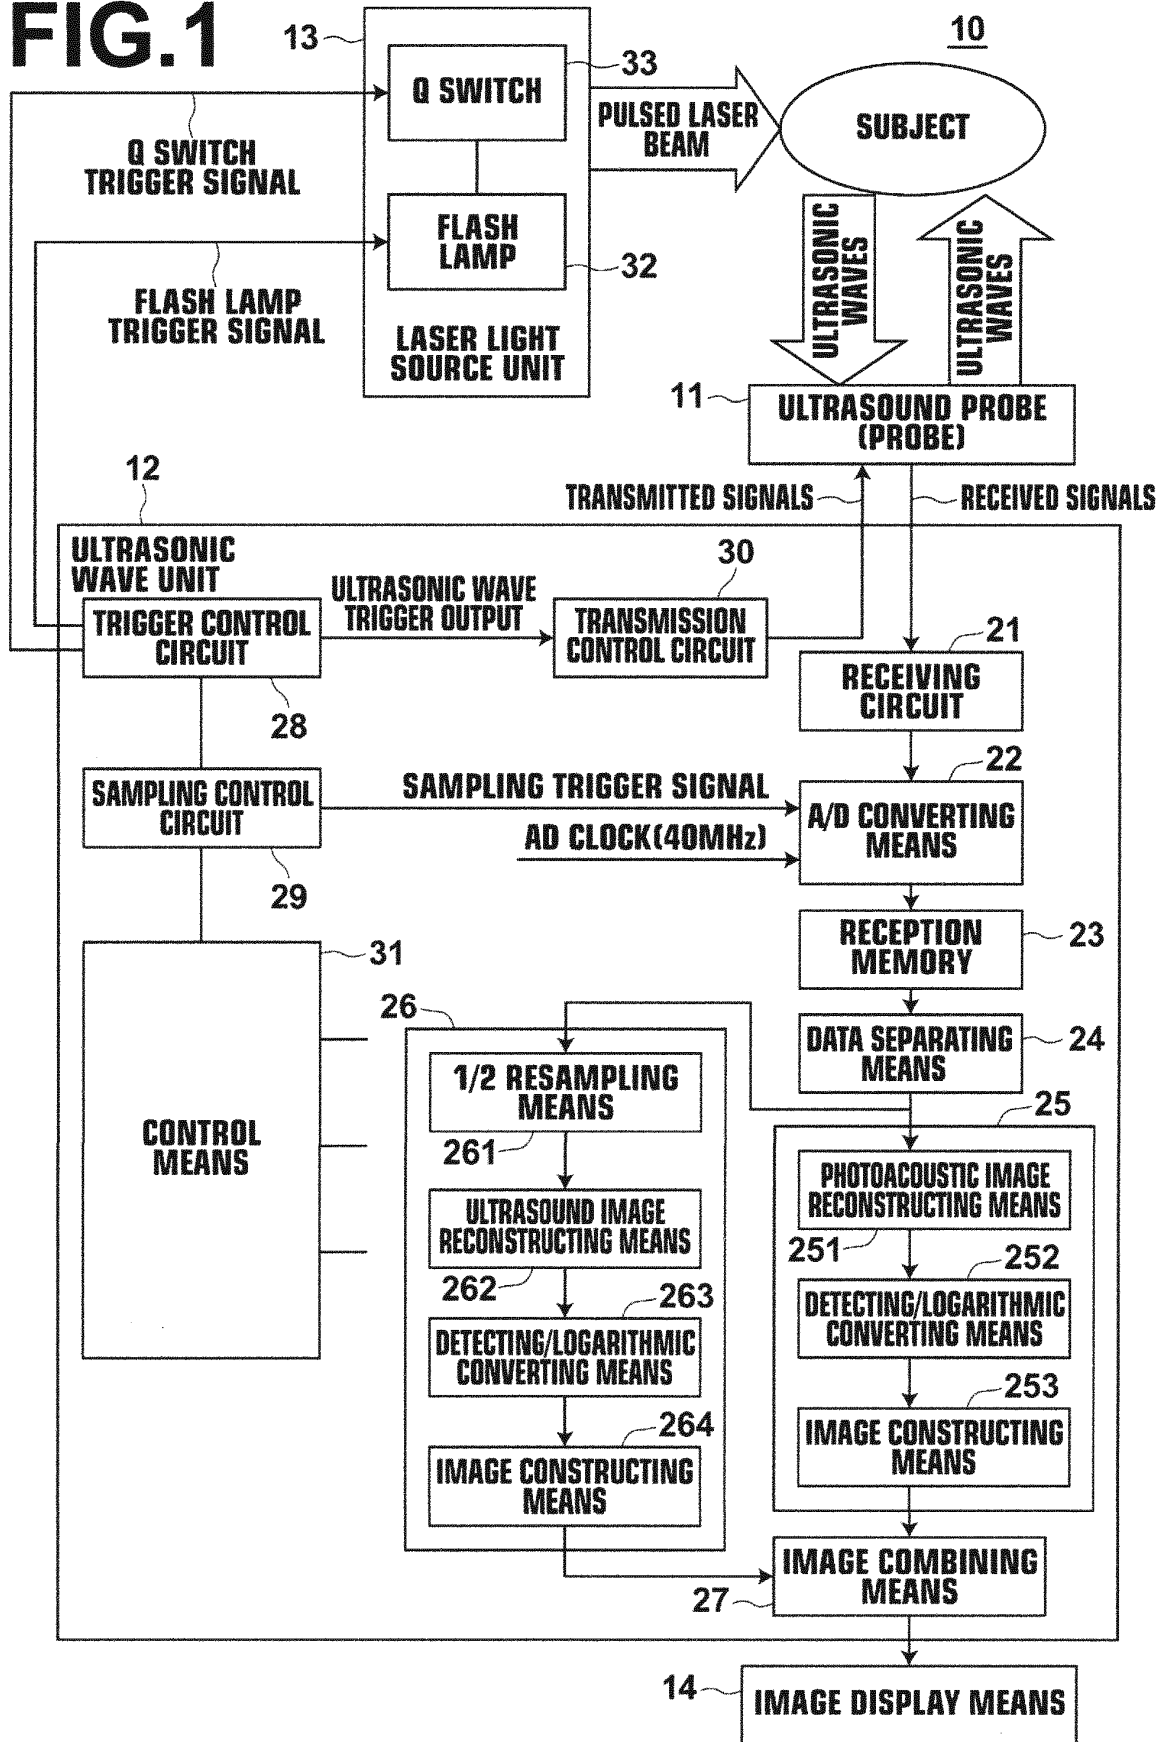 FIG.1
13
10
33
Q SWITCH
PULSED LASER
BEAM
SUBJECT
Q SWITCH
TRIGGER SIGNAL
FLASH
LAMP
32
FLASH LAMP
TRIGGER SIGNAL
LASER LIGHT
SOURCE UNIT
ULTRASONIC
WAVES
ULTRASONIC
WAVES
11
ULTRASOUND PROBE
(PROBE)
12
TRANSMITTED SIGNALS
RECEIVED SIGNALS
ULTRASONIC
WAVE UNIT
30
ULTRASONIC WAVE
TRIGGER OUTPUT
TRIGGER CONTROL
CIRCUIT
TRANSMISSION
CONTROL CIRCUIT
21
RECEIVING
CIRCUIT
28
22
SAMPLING TRIGGER SIGNAL
SAMPLING CONTROL
CIRCUIT
A/D CONVERTING
MEANS
AD CLOCK(40MHz)
29
RECEPTION
MEMORY
23
31
26
DATA SEPARATING
MEANS
24
1/2 RESAMPLING
MEANS
25
CONTROL
MEANS
261
PHOTOACOUSTIC IMAGE
RECONSTRUCTING MEANS
ULTRASOUND IMAGE
RECONSTRUCTING MEANS
251
252
262
263
DETECTING/LOGARITHMIC
CONVERTING MEANS
DETECTING/LOGARITHMIC
CONVERTING MEANS
253
264
IMAGE CONSTRUCTING
MEANS
IMAGE CONSTRUCTING
MEANS
IMAGE COMBINING
MEANS
27
14
IMAGE DISPLAY MEANS